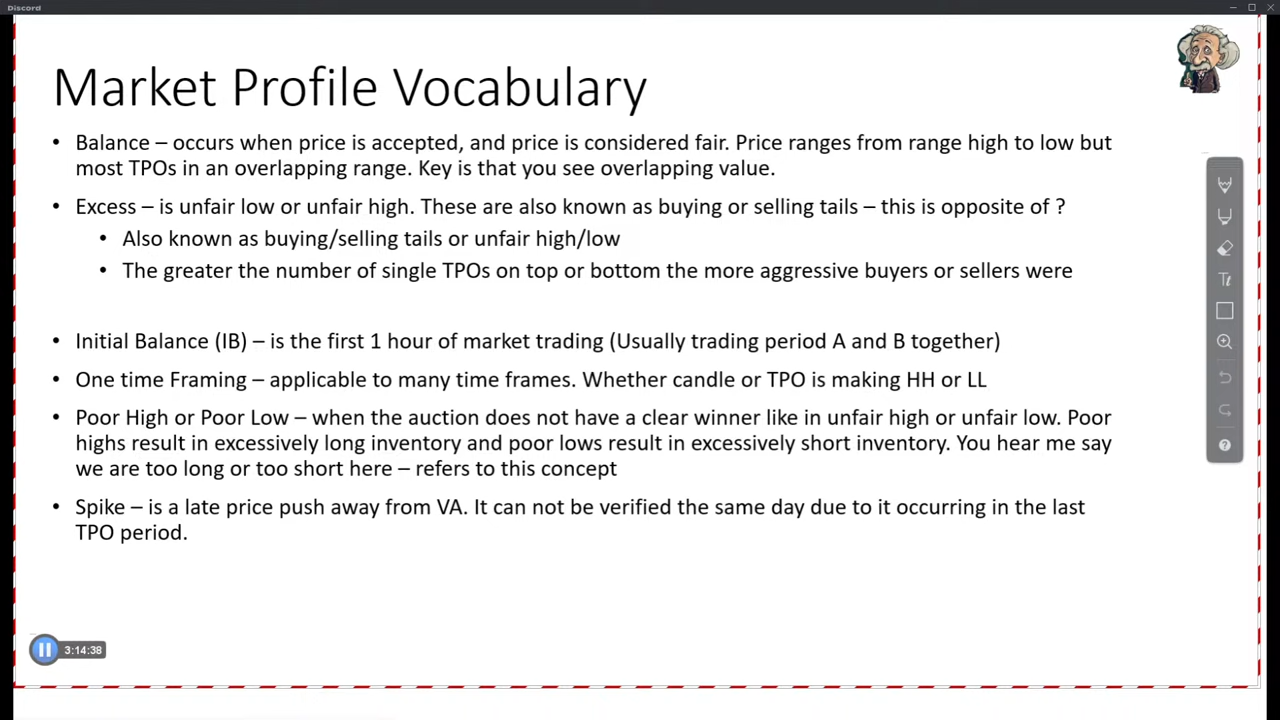 Discord
Market Profile Vocabulary
• Balance – occurs when price is accepted, and price is considered fair. Price ranges from range high to low but
most TPOs in an overlapping range. Key is that you see overlapping value.
• Excess – is unfair low or unfair high. These are also known as buying or selling tails – this is opposite of ?
• Also known as buying/selling tails or unfair high/low
• The greater the number of single TPOs on top or bottom the more aggressive buyers or sellers were
• Initial Balance (IB) – is the first 1 hour of market trading (Usually trading period A and B together)
• One time Framing – applicable to many time frames. Whether candle or TPO is making HH or LL
• Poor High or Poor Low – when the auction does not have a clear winner like in unfair high or unfair low. Poor
highs result in excessively long inventory and poor lows result in excessively short inventory. You hear me say
we are too long or too short here – refers to this concept
• Spike – is a late price push away from VA. It can not be verified the same day due to it occurring in the last
TPO period.
3:14:38